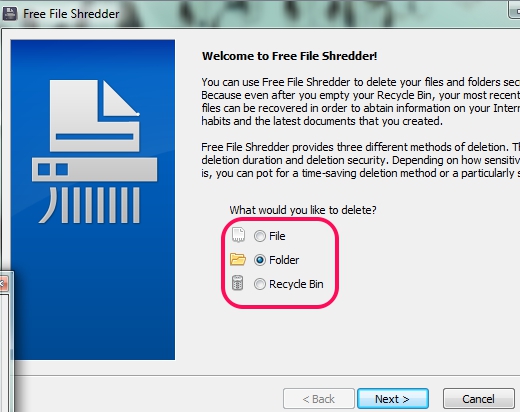 Free File Shredder
Welcome to Free File Shredder!
You can use Free File Shredder to delete your files and folders sec
Because even after you empty your Recycle Bin, your most recent
files can be recovered in order to abtain information on your Intern
habits and the latest documents that you created.
Free File Shredder provides three different methods of deletion. Th
deletion duration and deletion security. Depending on how sensitiv
is, you can pot for a time-saving deletion method or a particularly s
What would you like to delete?
File
Folder
Recycle Bin
< Back Next > Cancel